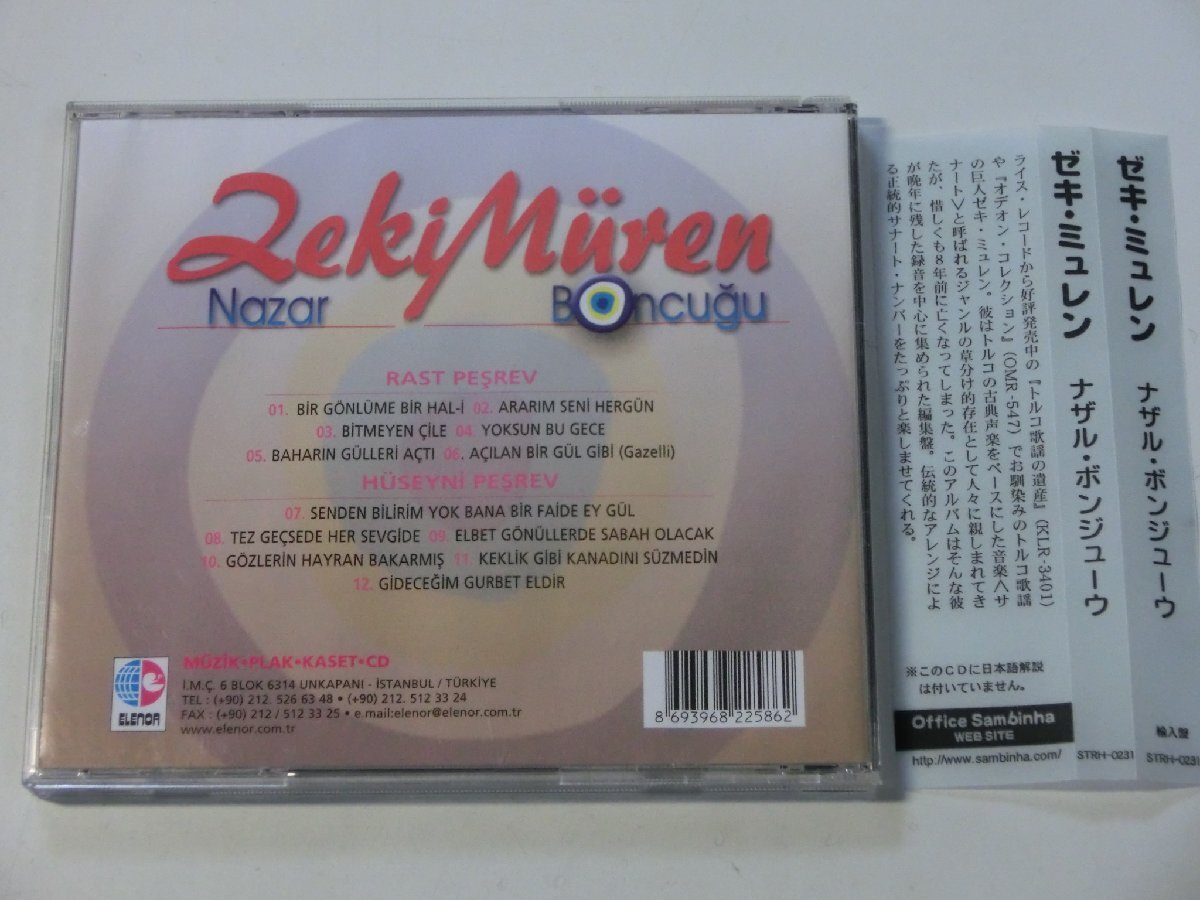 Zeki Müren
Nazar Boncuğu
RAST PEŞREV
01. BİR GÖNLÜME BİR HAL-İ 02. ARARIM SENİ HERGÜN
03. BİTMEYEN ÇİLE 04. YOKSUN BU GECE
05. BAHARIN GÜLLERİ AÇTI 06. AÇILAN BİR GÜL GİBİ (Gazelli)
HÜSEYNİ PEŞREV
07. SENDEN BİLİRİM YOK BANA BİR FAİDE EY GÜL
08. TEZ GEÇSEDE HER SEVGİDE 09. ELBET GÖNÜLLERDE SABAH OLACAK
10. GÖZLERİN HAYRAN BAKARMIŞ 11. KEKLİK GİBİ KANADINI SÜZMEDİN
12. GİDECEĞİM GURBET ELDİR
ELENOR
MÜZİK•PLAK•KASET•CD
İ.M.Ç. 6 BLOK 6314 UNKAPANI - İSTANBUL / TÜRKİYE
TEL : (+90) 212. 526 63 48 • (+90) 212. 512 33 24
FAX : (+90) 212 / 512 33 25 • e.mail:elenor@elenor.com.tr
www.elenor.com.tr
8 693968 225862
ゼキ・ミュレン ナザル・ボンジューウ
輸入盤
STRH-0231
ゼキ・ミュレン ナザル・ボンジューウ
STRH-0231
ライス・レコードから好評発売中の『トルコ歌謡の遺産』(KLR-3401)
や『オデオン・コレクション』(OMR-547)でお馴染みのトルコ歌謡
の巨人ゼキ・ミュレン。彼はトルコの古典声楽をベースにした音楽〈サ
ナート〉と呼ばれるジャンルの草分け的存在として人々に親しまれてき
たが、惜しくも8年前に亡くなってしまった。このアルバムはそんな彼
が晩年に残した録音を中心に集められた編集盤。伝統的なアレンジによ
る正統的サナート・ナンバーをたっぷりと楽しませてくれる。
※このCDに日本語解説
は付いていません。
Office Sambinha
WEB SITE
http://www.sambinha.com/